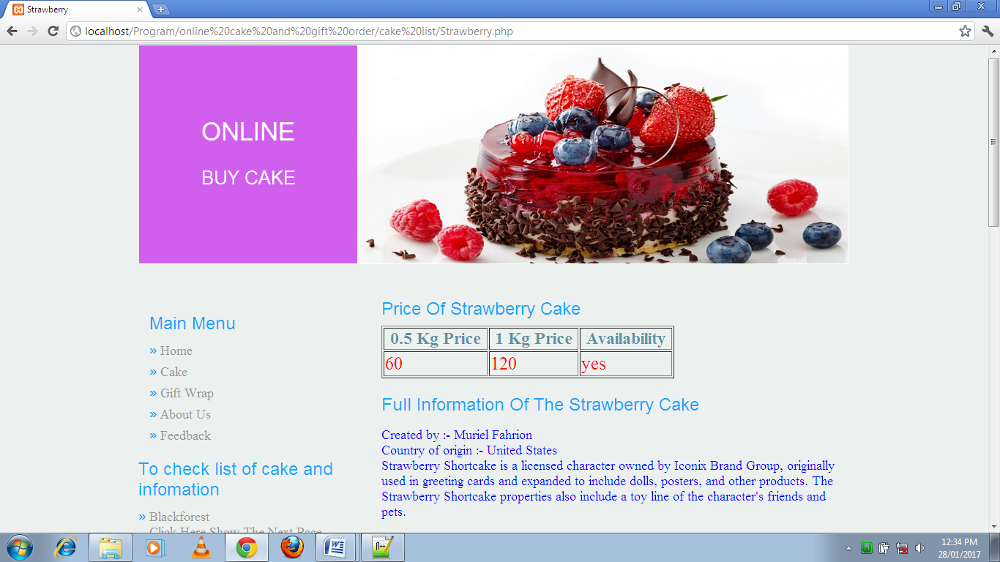 Strawberry
localhost/Program/online%20cake%20and%20gift%20order/cake%20list/Strawberry.php
ONLINE
BUY CAKE
Main Menu
» Home
» Cake
» Gift Wrap
» About Us
» Feedback
To check list of cake and
infomation
» Blackforest
Click Here Show The Next Page
Price Of Strawberry Cake
0.5 Kg Price 1 Kg Price Availability
60 120 yes
Full Information Of The Strawberry Cake
Created by :- Muriel Fahrion
Country of origin :- United States
Strawberry Shortcake is a licensed character owned by Iconix Brand Group, originally
used in greeting cards and expanded to include dolls, posters, and other products. The
Strawberry Shortcake properties also include a toy line of the character's friends and
pets.
12:34 PM
28/01/2017